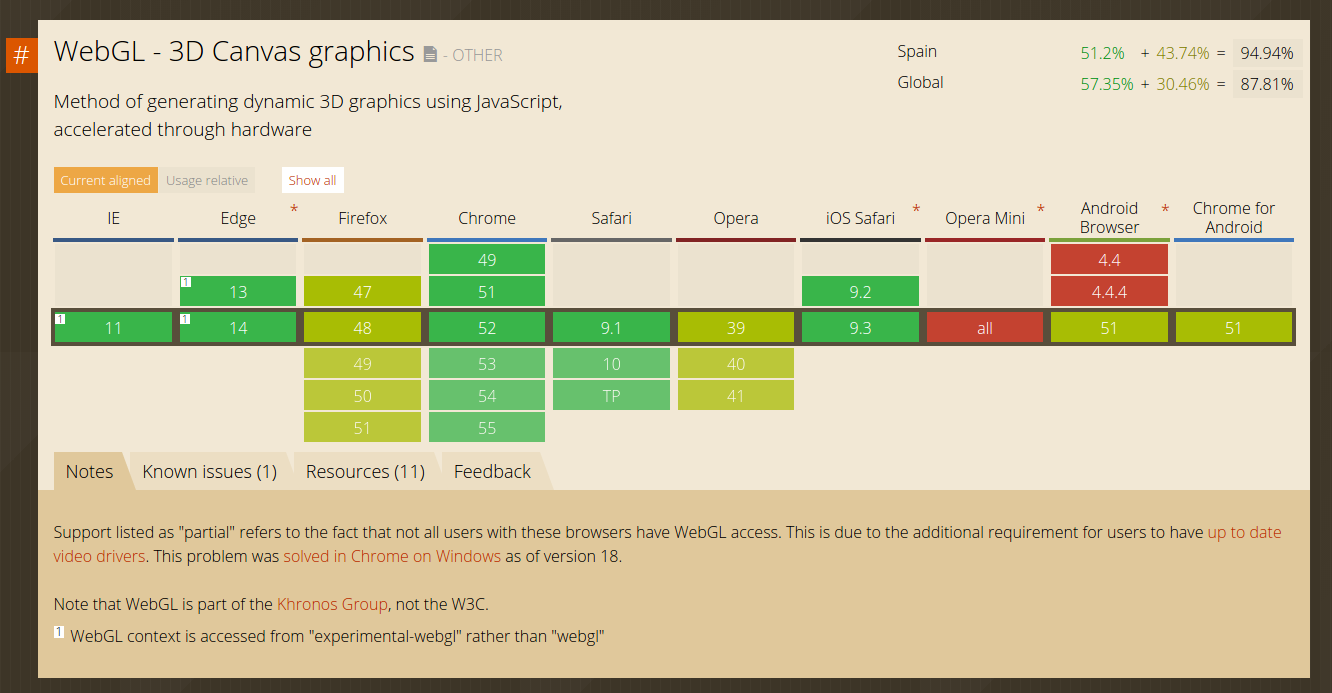 #
WebGL - 3D Canvas graphics - OTHER
Spain 51.2% + 43.74% = 94.94%
Global 57.35% + 30.46% = 87.81%
Method of generating dynamic 3D graphics using JavaScript,
accelerated through hardware
Current aligned Usage relative Show all
IE Edge * Firefox Chrome Safari Opera iOS Safari * Opera Mini * Android Browser * Chrome for Android
49 4.4
1 13 47 51 9.2 4.4.4
1 11 1 14 48 52 9.1 39 9.3 all 51 51
49 53 10 40
50 54 TP 41
51 55
Notes Known issues (1) Resources (11) Feedback
Support listed as "partial" refers to the fact that not all users with these browsers have WebGL access. This is due to the additional requirement for users to have up to date
video drivers. This problem was solved in Chrome on Windows as of version 18.
Note that WebGL is part of the Khronos Group, not the W3C.
1 WebGL context is accessed from "experimental-webgl" rather than "webgl"